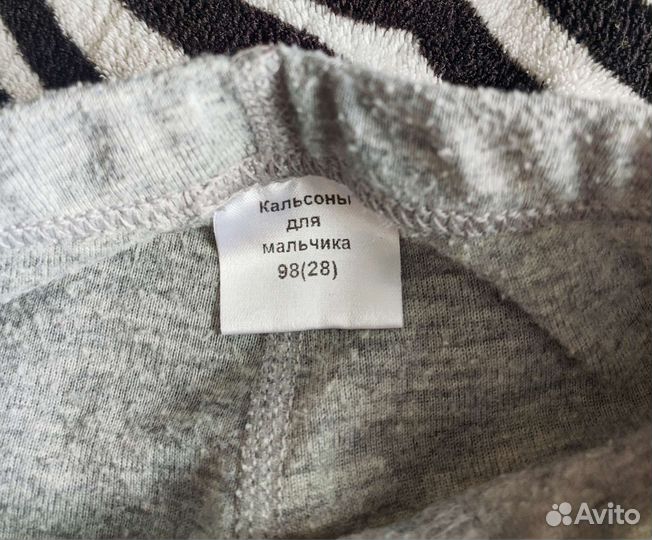 Кальсоны
для
мальчика
98(28)
Avito